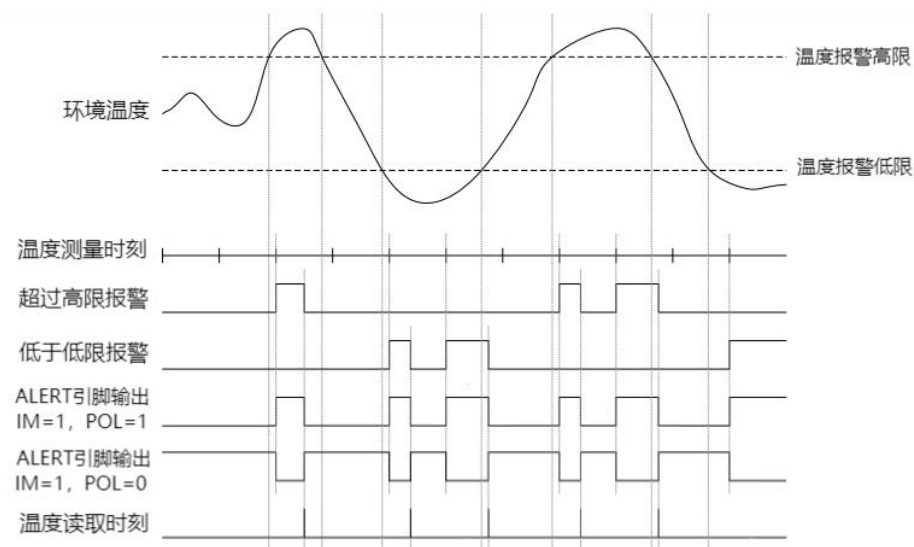 温度报警高限
环境温度
温度报警低限
温度测量时刻
超过高限报警
低于低限报警
ALERT引脚输出
IM=1, POL=1
ALERT引脚输出
IM=1, POL=0
温度读取时刻